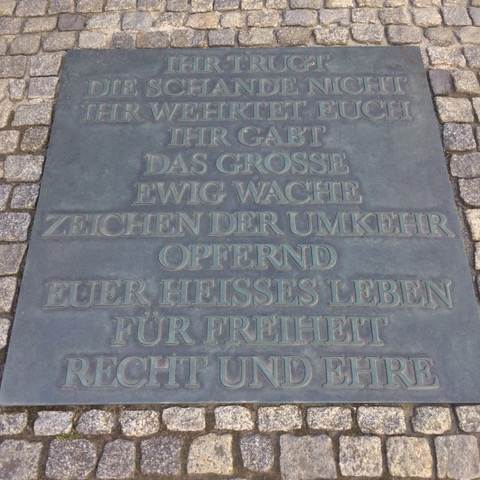 IHR TRUGT
DIE SCHANDE NICHT
IHR WEHRTET EUCH
IHR GABT
DAS GROSSE
EWIG WACHE
ZEICHEN DER UMKEHR
OPFERND
EUER HEISSES LEBEN
FÜR FREIHEIT
RECHT UND EHRE